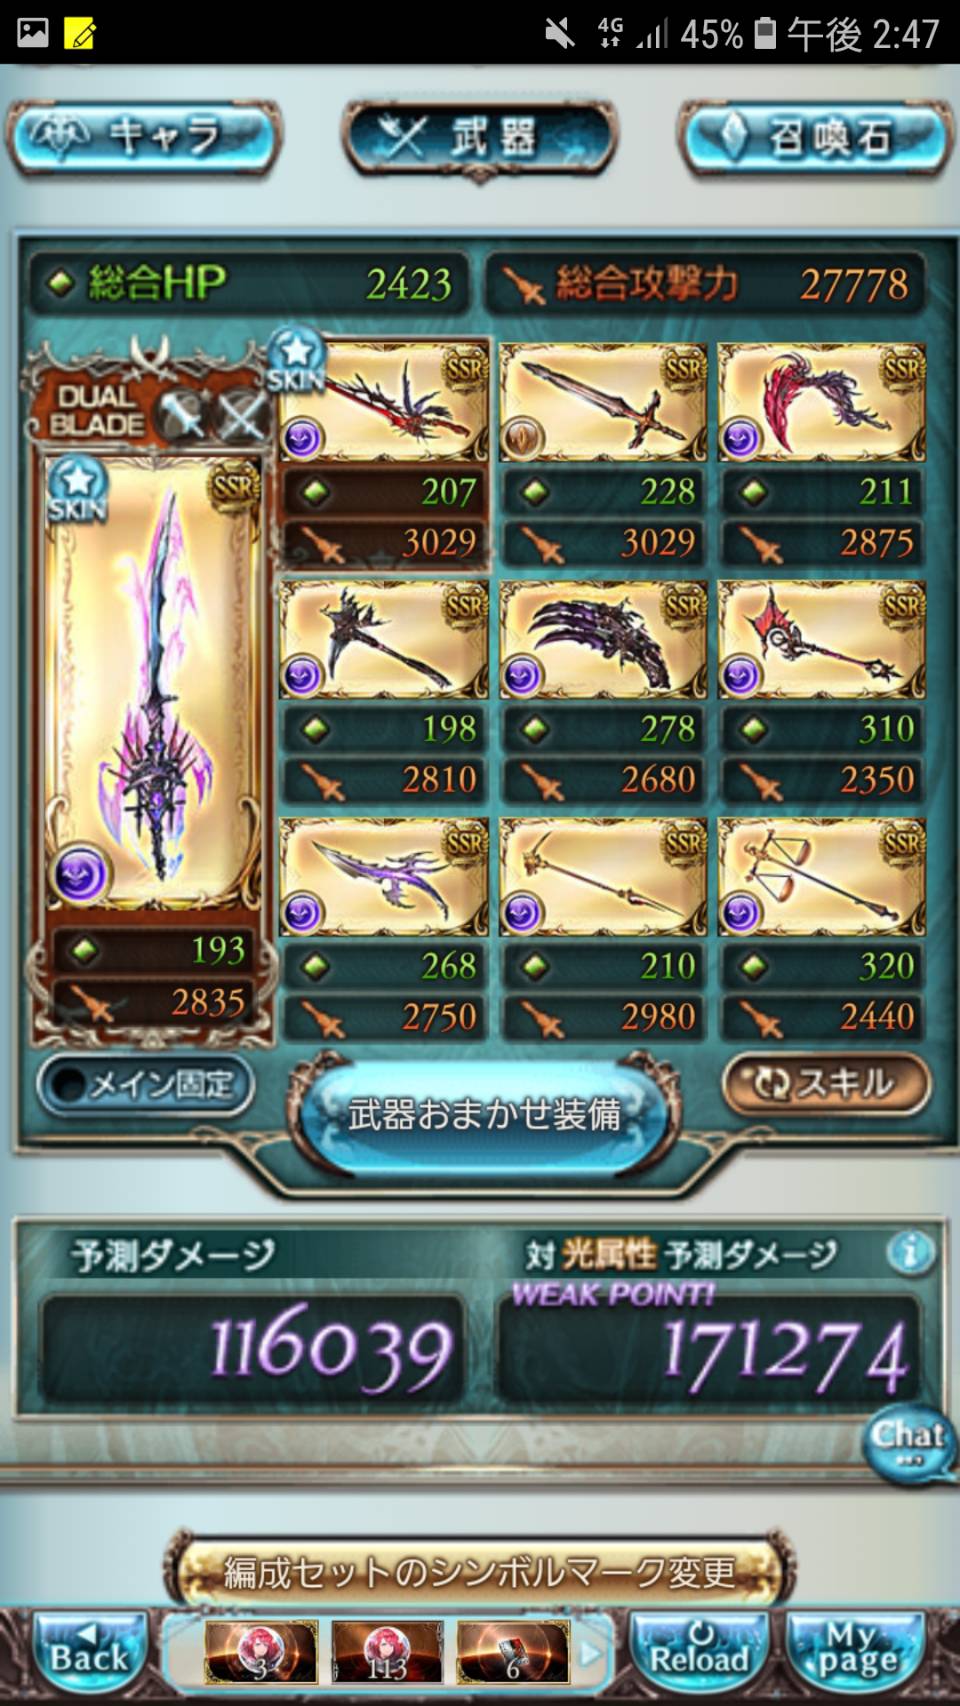 4G 45% 午後 2:47
キャラ 武器 召喚石
総合HP 2423 総合攻撃力 27778
DUAL BLADE
SKIN SSR 207 3029
SSR 228 3029
SSR 211 2875
SKIN SSR 193 2835
SSR 198 2810
SSR 278 2680
SSR 310 2350
SSR 268 2750
SSR 210 2980
SSR 320 2440
メイン固定 武器おまかせ装備 スキル
予測ダメージ 対 光属性 予測ダメージ
WEAK POINT!
116039 171274
Chat
編成セットのシンボルマーク変更
Back 3 113 6 Reload My page